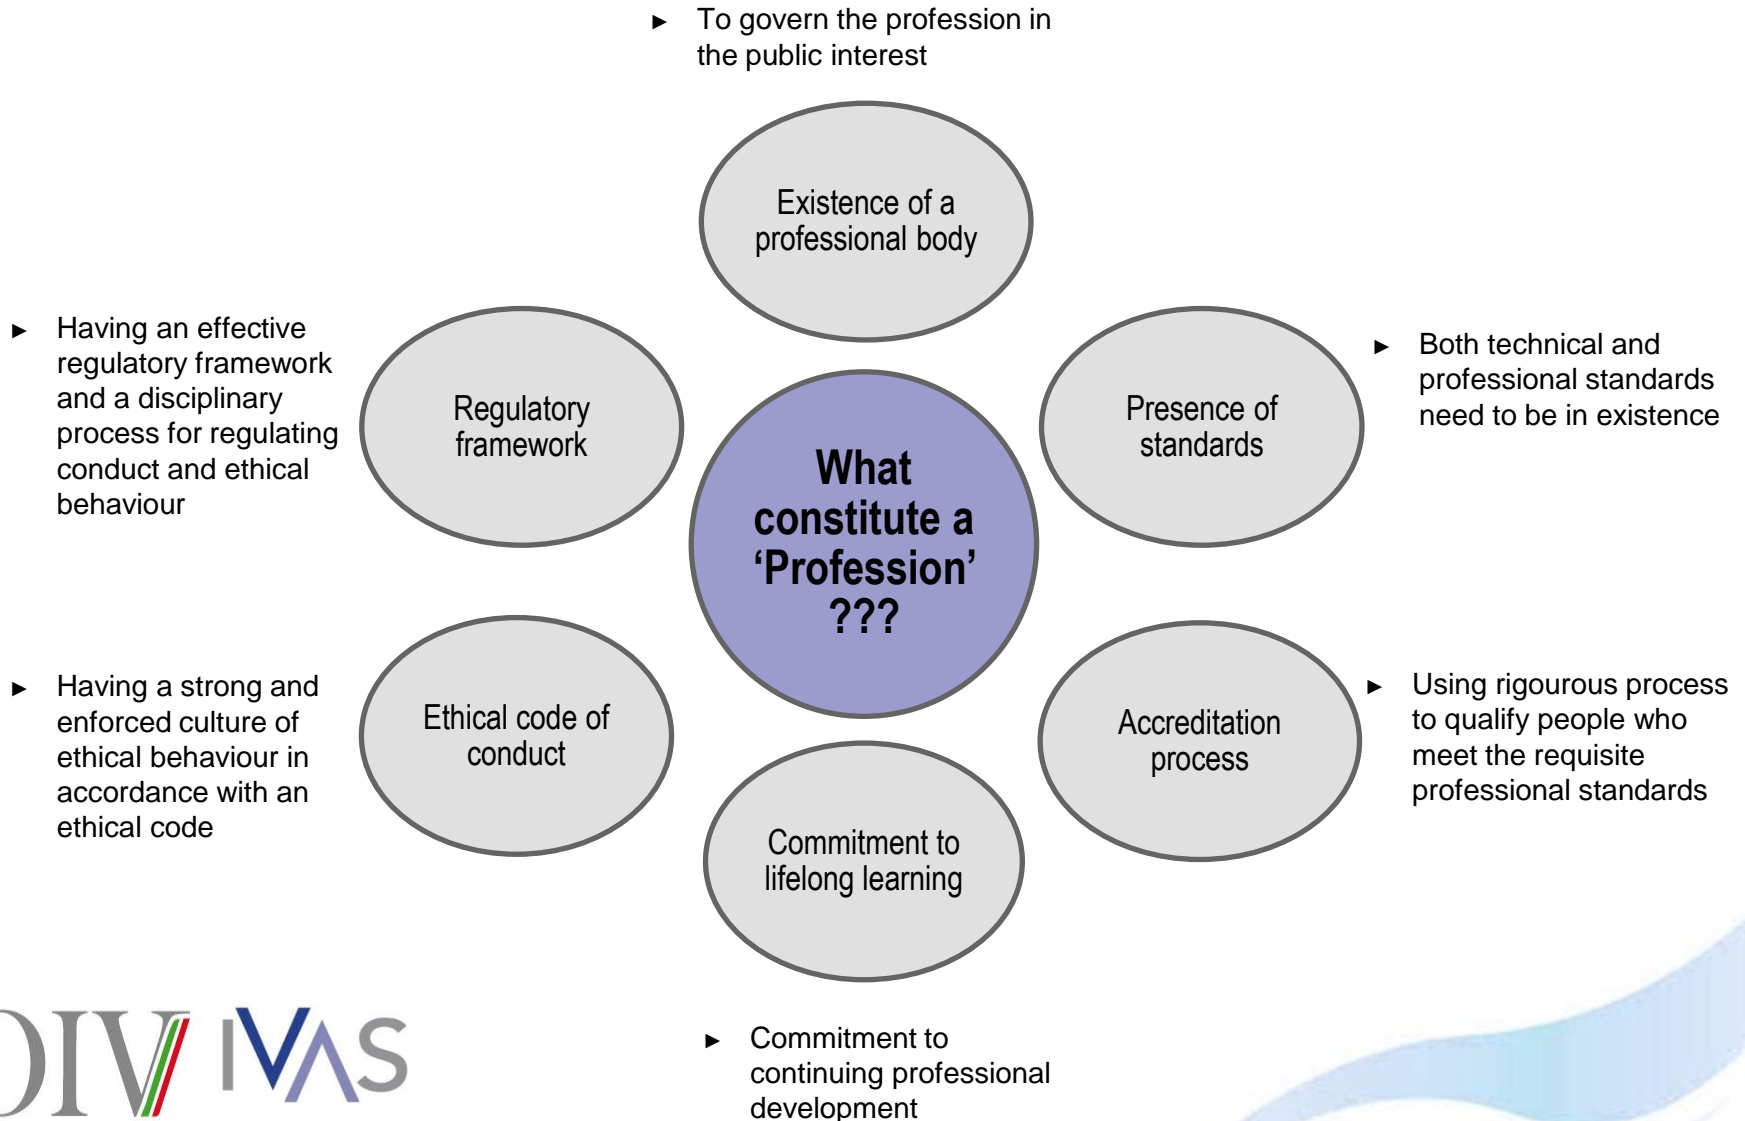 ► To govern the profession in
the public interest
Existence of a
professional body
► Having an effective
regulatory framework
and a disciplinary
process for regulating
conduct and ethical
behaviour
Regulatory
framework
Presence of
standards
► Both technical and
professional standards
need to be in existence
What
constitute a
‘Profession’
???
► Having a strong and
enforced culture of
ethical behaviour in
accordance with an
ethical code
Ethical code of
conduct
Accreditation
process
► Using rigourous process
to qualify people who
meet the requisite
professional standards
Commitment to
lifelong learning
► Commitment to
continuing professional
development
OIV IVAS